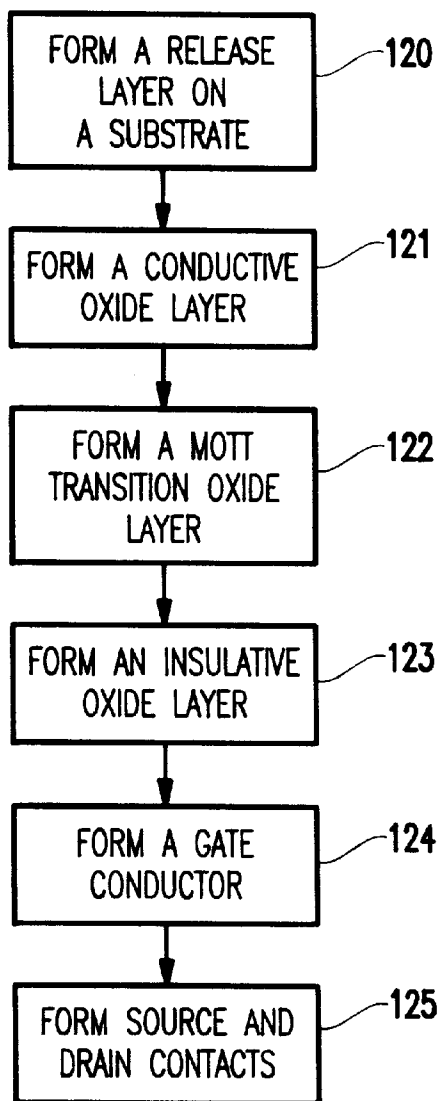 FORM A RELEASE
LAYER ON
A SUBSTRATE
120
FORM A CONDUCTIVE
OXIDE LAYER
121
FORM A MOTT
TRANSITION OXIDE
LAYER
122
FORM AN INSULATIVE
OXIDE LAYER
123
FORM A GATE
CONDUCTOR
124
FORM SOURCE AND
DRAIN CONTACTS
125